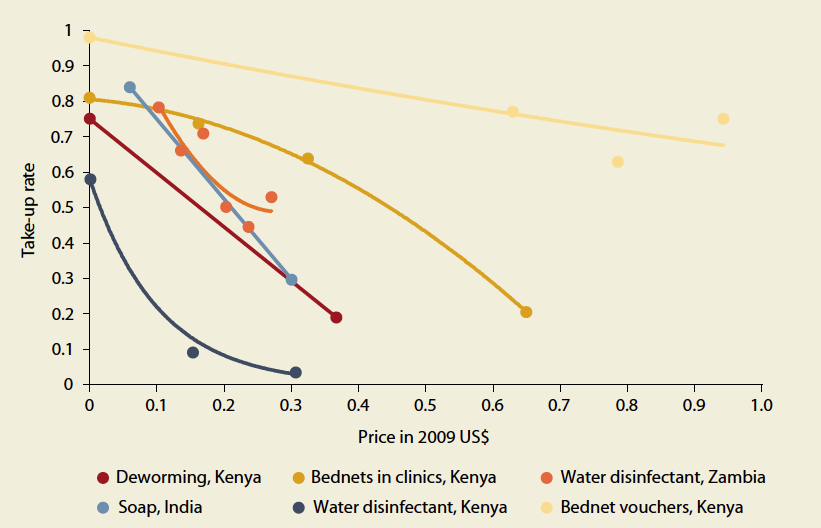 1
0.9
0.8
0.7
0.6
0.5
0.4
0.3
0.2
0.1
0
Take-up rate
0 0.1 0.2 0.3 0.4 0.5 0.6 0.7 0.8 0.9 1.0
Price in 2009 US$
Deworming, Kenya Bednets in clinics, Kenya Water disinfectant, Zambia
Soap, India Water disinfectant, Kenya Bednet vouchers, Kenya